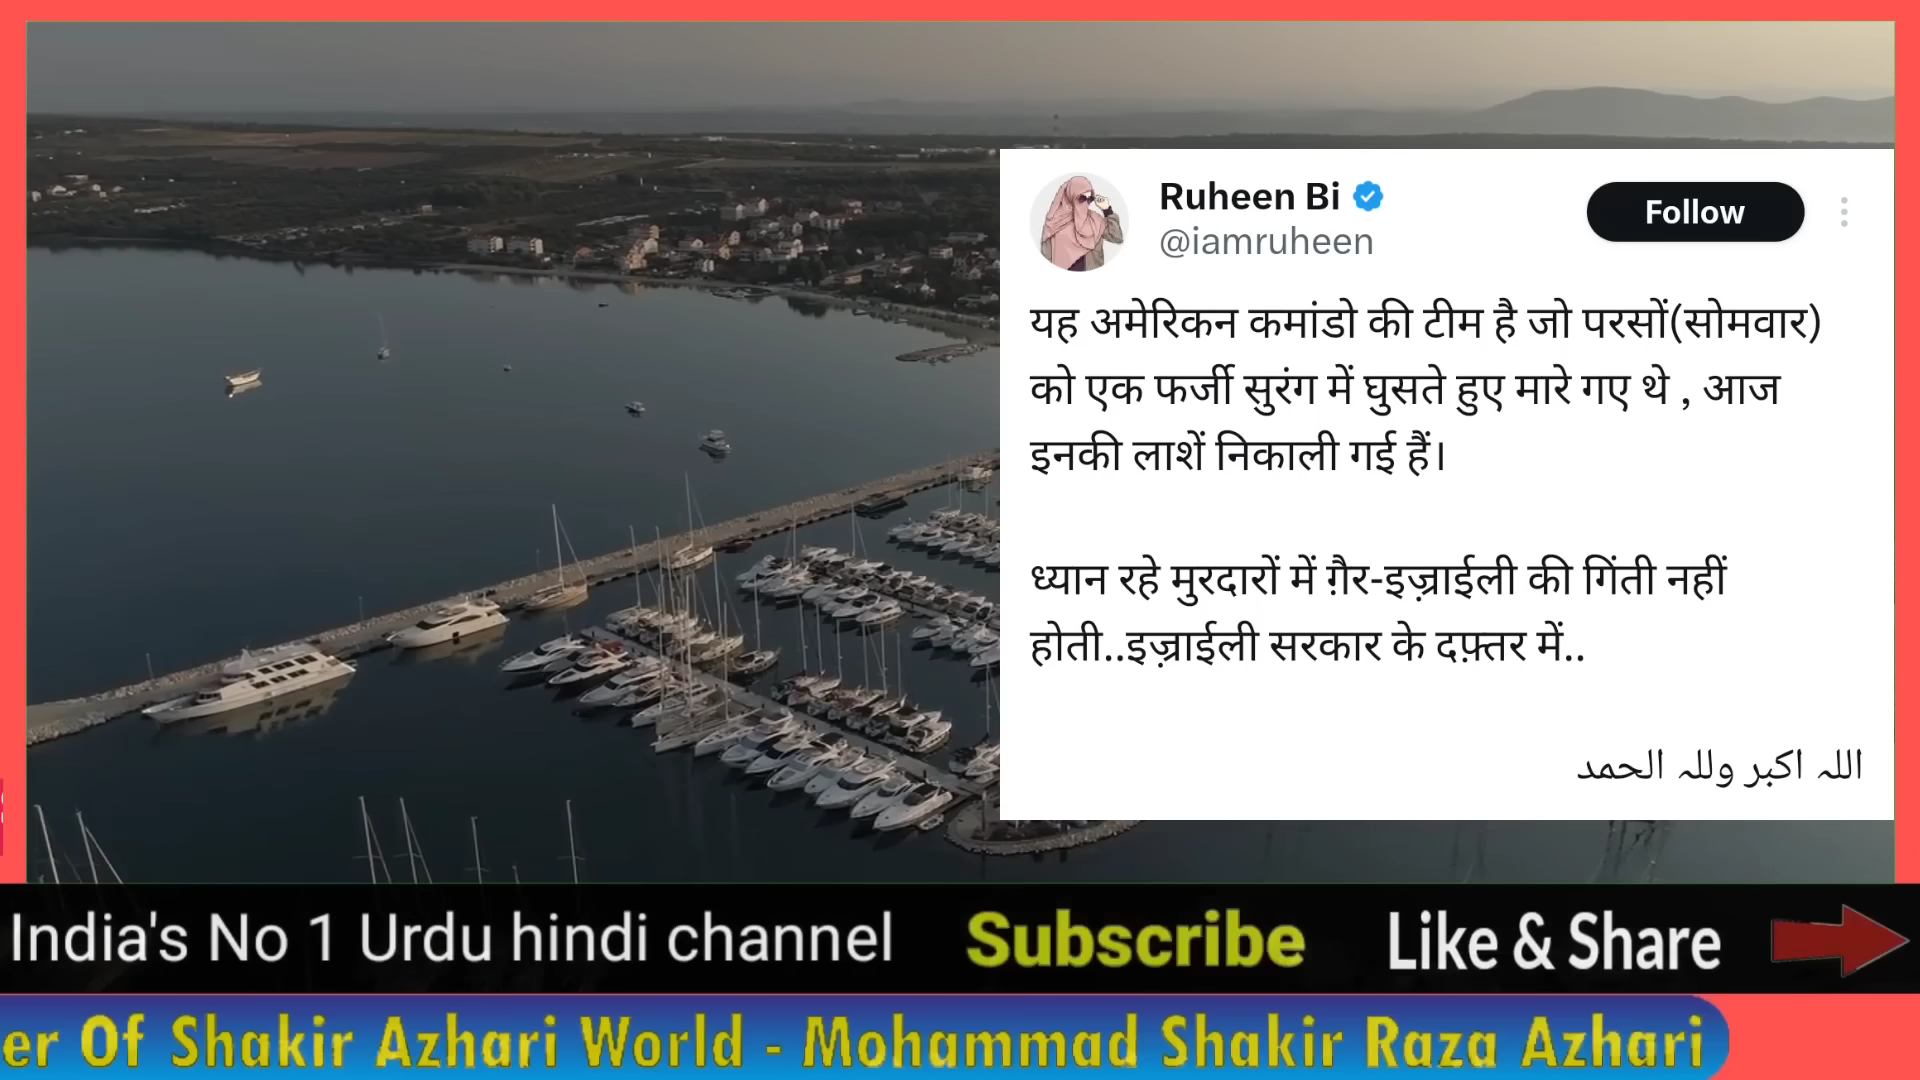 Ruheen Bi
@iamruheen
Follow
यह अमेरिकन कमांडो की टीम है जो परसों(सोमवार)
को एक फर्जी सुरंग में घुसते हुए मारे गए थे , आज
इनकी लाशें निकाली गई हैं।
ध्यान रहे मुरदारों में ग़ैर-इज़्राईली की गिंती नहीं
होती..इज़्राईली सरकार के दफ़्तर में..
اللہ اکبر وللہ الحمد
India's No 1 Urdu hindi channel Subscribe Like & Share
er Of Shakir Azhari World - Mohammad Shakir Raza Azhari